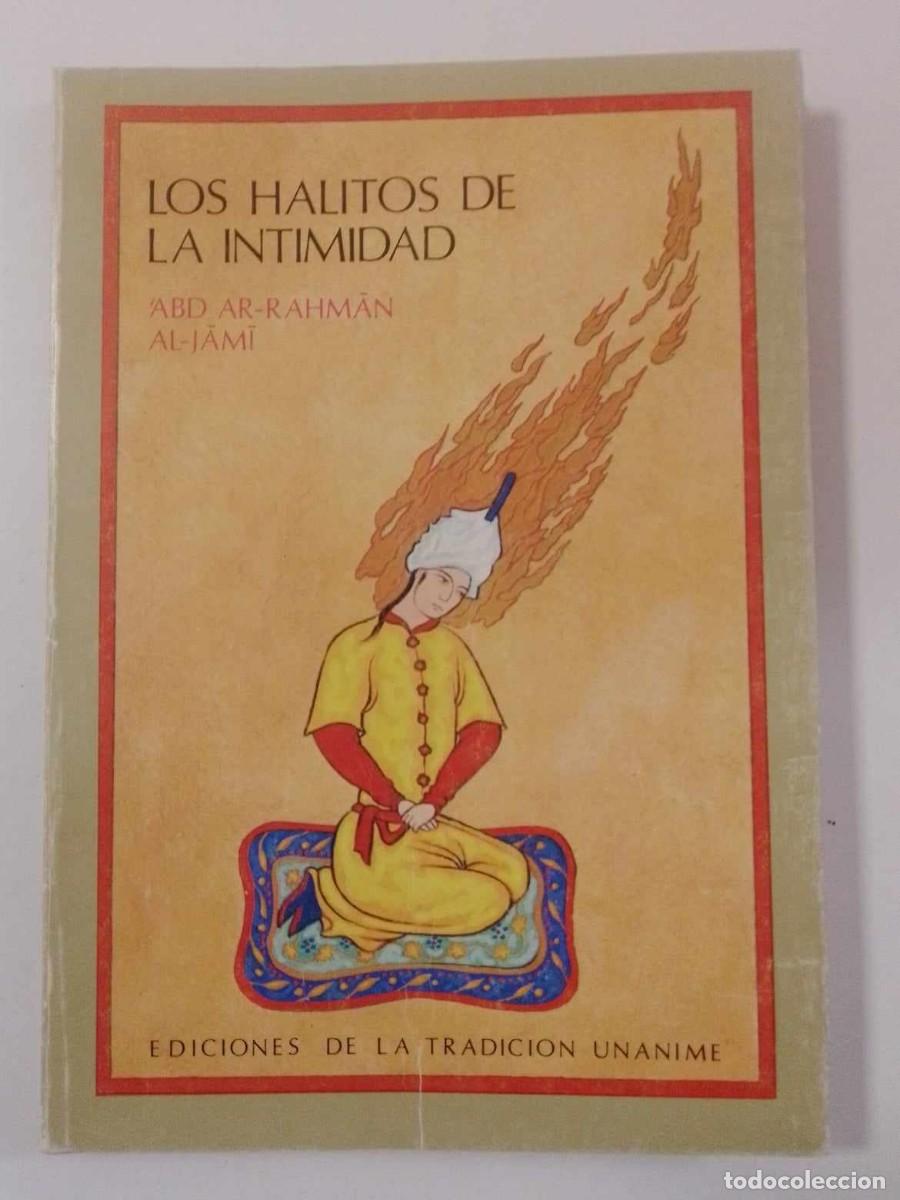 LOS HALITOS DE
LA INTIMIDAD
'ABD AR-RAHMĀN
AL-JĀMĪ
EDICIONES DE LA TRADICION UNANIME
todocoleccion